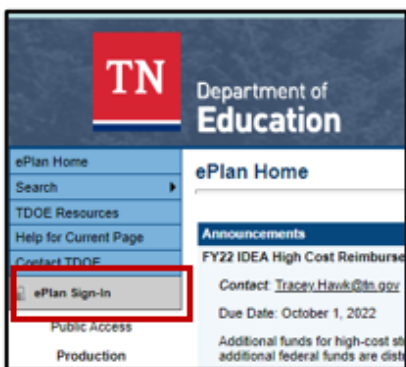 TN
Department of
Education
ePlan Home
Search
TDOE Resources
Help for Current Page
Contact TDOE
ePlan Sign-In
Public Access
Production
ePlan Home
Announcements
FY22 IDEA High Cost Reimburse
Contact: Tracey.Hawk@tn.gov
Due Date: October 1, 2022
Additional funds for high-cost
additional federal funds are